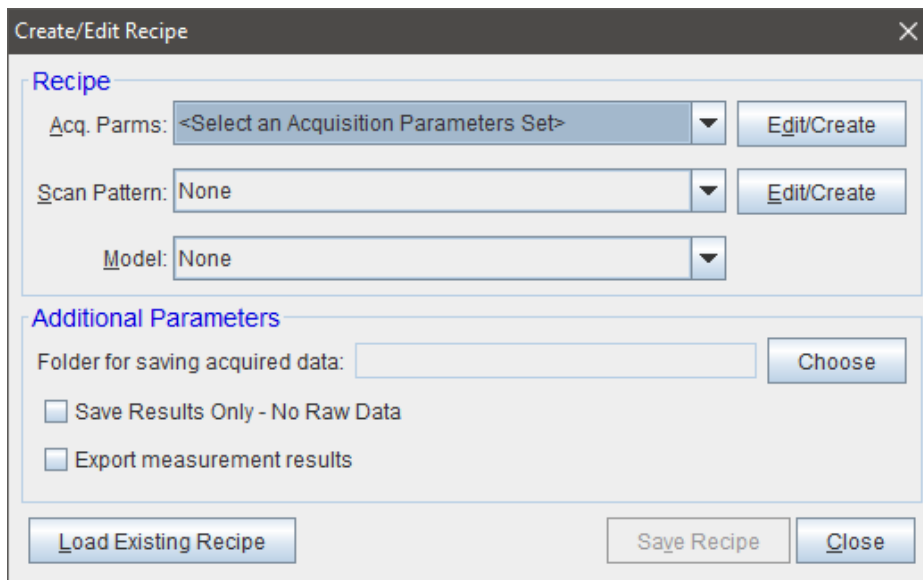 Create/Edit Recipe
Recipe
Acq. Parms: <Select an Acquisition Parameters Set> Edit/Create
Scan Pattern: None Edit/Create
Model: None
Additional Parameters
Folder for saving acquired data: Choose
Save Results Only - No Raw Data
Export measurement results
Load Existing Recipe Save Recipe Close